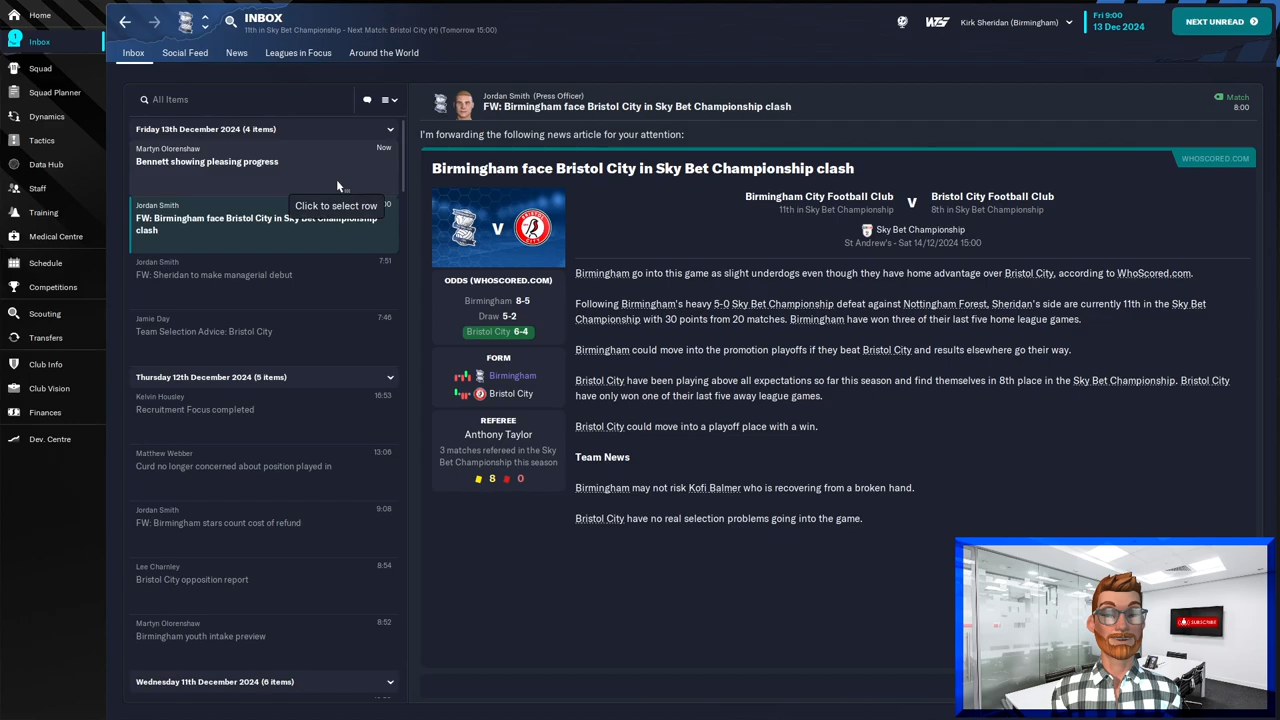 Home
1
Inbox
Squad
Squad Planner
Dynamics
Tactics
Data Hub
Staff
Training
Medical Centre
Schedule
Competitions
Scouting
Transfers
Club Info
Club Vision
Finances
Dev. Centre
INBOX
11th in Sky Bet Championship - Next Match: Bristol City (H) (Tomorrow 15:00)
Kirk Sheridan (Birmingham)
Fri 9:00
13 Dec 2024
NEXT UNREAD
Inbox
Social Feed
News
Leagues in Focus
Around the World
All Items
Friday 13th December 2024 (4 items)
Martyn Olorenshaw
Now
Bennett showing pleasing progress
Click to select row
Jordan Smith
FW: Birmingham face Bristol City in Sky Bet Championship
clash
Jordan Smith
7:51
FW: Sheridan to make managerial debut
Jamie Day
7:46
Team Selection Advice: Bristol City
Thursday 12th December 2024 (5 items)
Kelvin Housley
16:53
Recruitment Focus completed
Matthew Webber
13:06
Curd no longer concerned about position played in
Jordan Smith
9:08
FW: Birmingham stars count cost of refund
Lee Charnley
8:54
Bristol City opposition report
Martyn Olorenshaw
8:52
Birmingham youth intake preview
Wednesday 11th December 2024 (6 items)
Jordan Smith (Press Officer)
FW: Birmingham face Bristol City in Sky Bet Championship clash
Match
8:00
I'm forwarding the following news article for your attention:
Birmingham face Bristol City in Sky Bet Championship clash
WHOSCORED.COM
V
Birmingham City Football Club
11th in Sky Bet Championship
V
Bristol City Football Club
8th in Sky Bet Championship
Sky Bet Championship
St Andrew's - Sat 14/12/2024 15:00
ODDS (WHOSCORED.COM)
Birmingham 8-5
Draw 5-2
Bristol City 6-4
FORM
Birmingham
Bristol City
REFEREE
Anthony Taylor
3 matches refereed in the Sky
Bet Championship this season
8
0
Birmingham go into this game as slight underdogs even though they have home advantage over Bristol City, according to WhoScored.com.
Following Birmingham's heavy 5-0 Sky Bet Championship defeat against Nottingham Forest, Sheridan's side are currently 11th in the Sky Bet
Championship with 30 points from 20 matches. Birmingham have won three of their last five home league games.
Birmingham could move into the promotion playoffs if they beat Bristol City and results elsewhere go their way.
Bristol City have been playing above all expectations so far this season and find themselves in 8th place in the Sky Bet Championship. Bristol City
have only won one of their last five away league games.
Bristol City could move into a playoff place with a win.
Team News
Birmingham may not risk Kofi Balmer who is recovering from a broken hand.
Bristol City have no real selection problems going into the game.
SUBSCRIBE